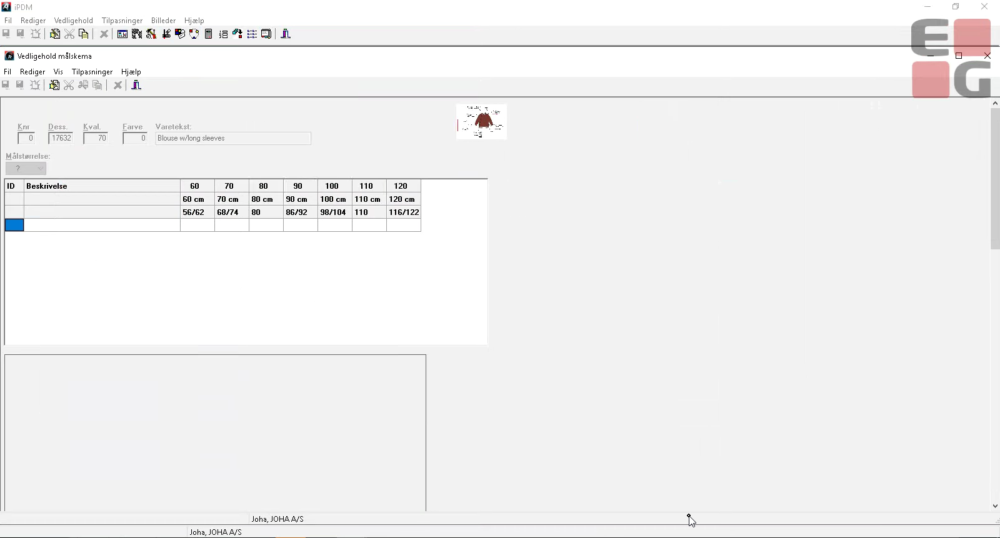 iPDM
Fil Rediger Vedligehold Tilpasninger Billeder Hjælp
EG
Vedligehold målskema
Fil Rediger Vis Tilpasninger Hjælp
Knr Dess. Kval. Farve Varetekst:
0 17632 70 0 Blouse w/long sleeves
Målstørrelse:
?
ID Beskrivelse 60 70 80 90 100 110 120
60 cm 70 cm 80 cm 90 cm 100 cm 110 cm 120 cm
56/62 68/74 80 86/92 98/104 110 116/122
Joha, JOHA A/S
Joha, JOHA A/S